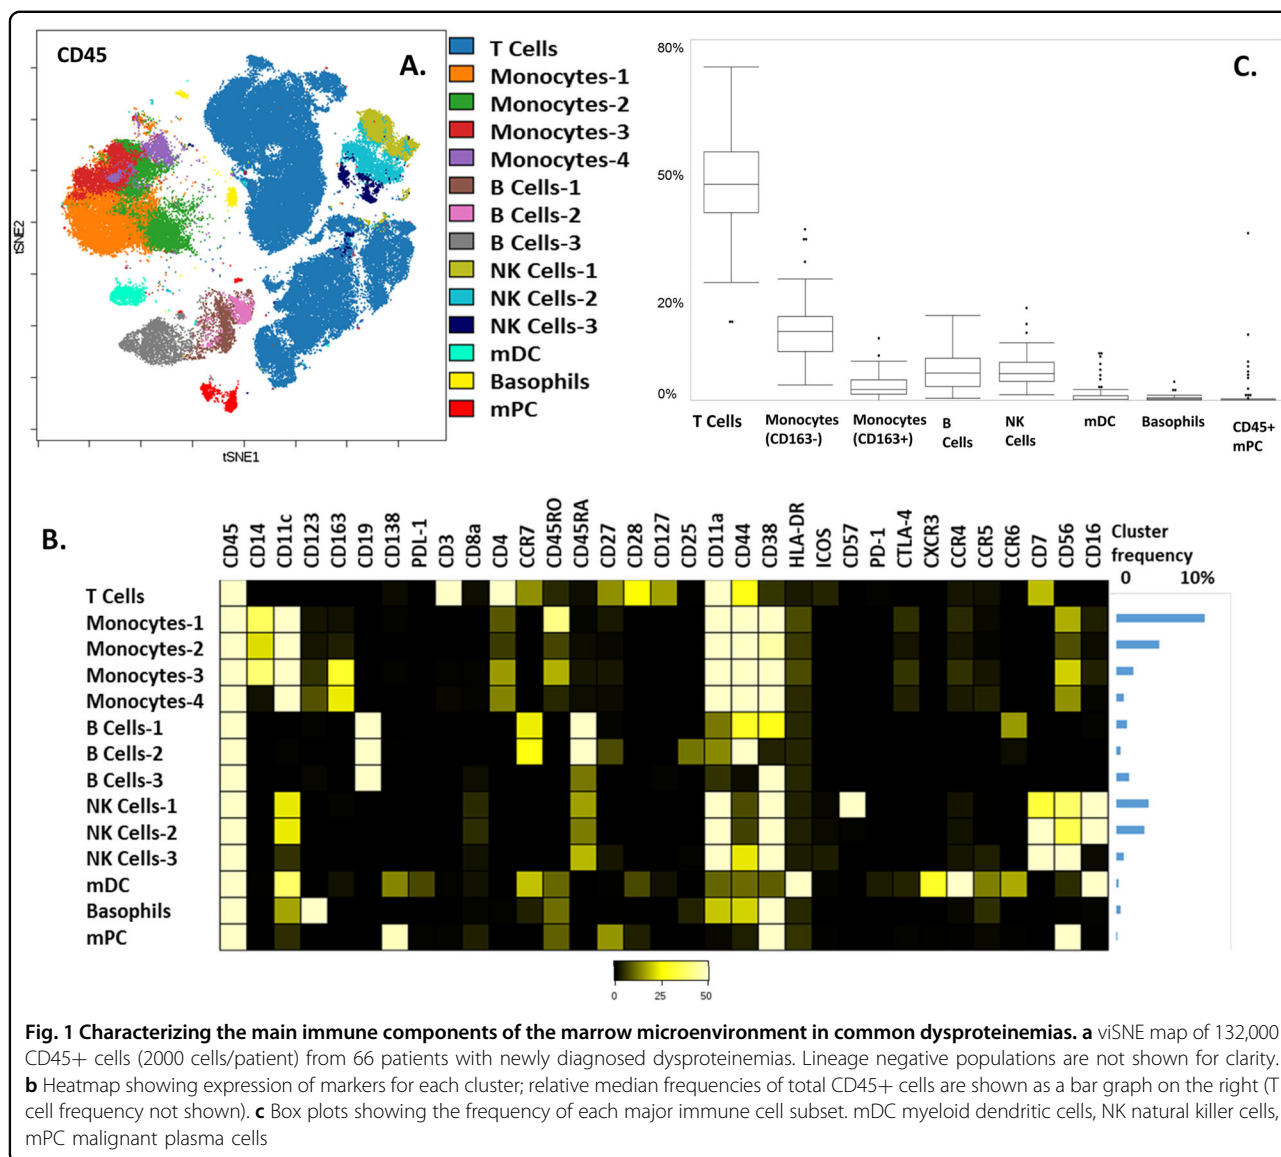 CD45
A.
tSNE2
tSNE1
T Cells
Monocytes-1
Monocytes-2
Monocytes-3
Monocytes-4
B Cells-1
B Cells-2
B Cells-3
NK Cells-1
NK Cells-2
NK Cells-3
mDC
Basophils
mPC
C.
80%
50%
20%
0%
T Cells
Monocytes
(CD163-)
Monocytes
(CD163+)
B
Cells
NK
Cells
mDC
Basophils
CD45+
mPC
B.
CD45
CD14
CD11c
CD123
CD163
CD19
CD138
PDL-1
CD3
CD8a
CD4
CCR7
CD45RO
CD45RA
CD27
CD28
CD127
CD25
CD11a
CD44
CD38
HLA-DR
ICOS
CD57
PD-1
CTLA-4
CXCR3
CCR4
CCR5
CCR6
CD7
CD56
CD16
Cluster
frequency
0 10%
T Cells
Monocytes-1
Monocytes-2
Monocytes-3
Monocytes-4
B Cells-1
B Cells-2
B Cells-3
NK Cells-1
NK Cells-2
NK Cells-3
mDC
Basophils
mPC
0 25 50
Fig. 1 Characterizing the main immune components of the marrow microenvironment in common dysproteinemias. a viSNE map of 132,000
CD45+ cells (2000 cells/patient) from 66 patients with newly diagnosed dysproteinemias. Lineage negative populations are not shown for clarity.
b Heatmap showing expression of markers for each cluster; relative median frequencies of total CD45+ cells are shown as a bar graph on the right (T
cell frequency not shown). c Box plots showing the frequency of each major immune cell subset. mDC myeloid dendritic cells, NK natural killer cells,
mPC malignant plasma cells